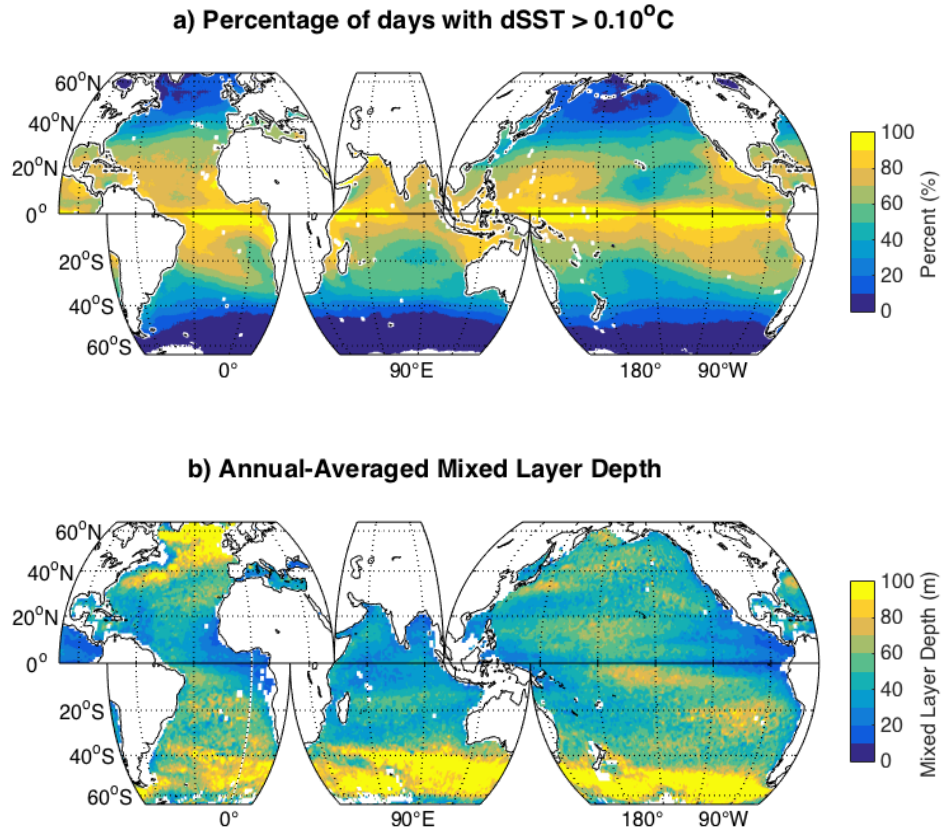 a) Percentage of days with dSST > 0.10°C
60°N
40°N
20°N
0°
20°S
40°S
60°S
0°
90°E
180°
90°W
100
80
60
40
20
0
Percent (%)
b) Annual-Averaged Mixed Layer Depth
60°N
40°N
20°N
0°
20°S
40°S
60°S
0°
90°E
180°
90°W
100
80
60
40
20
0
Mixed Layer Depth (m)